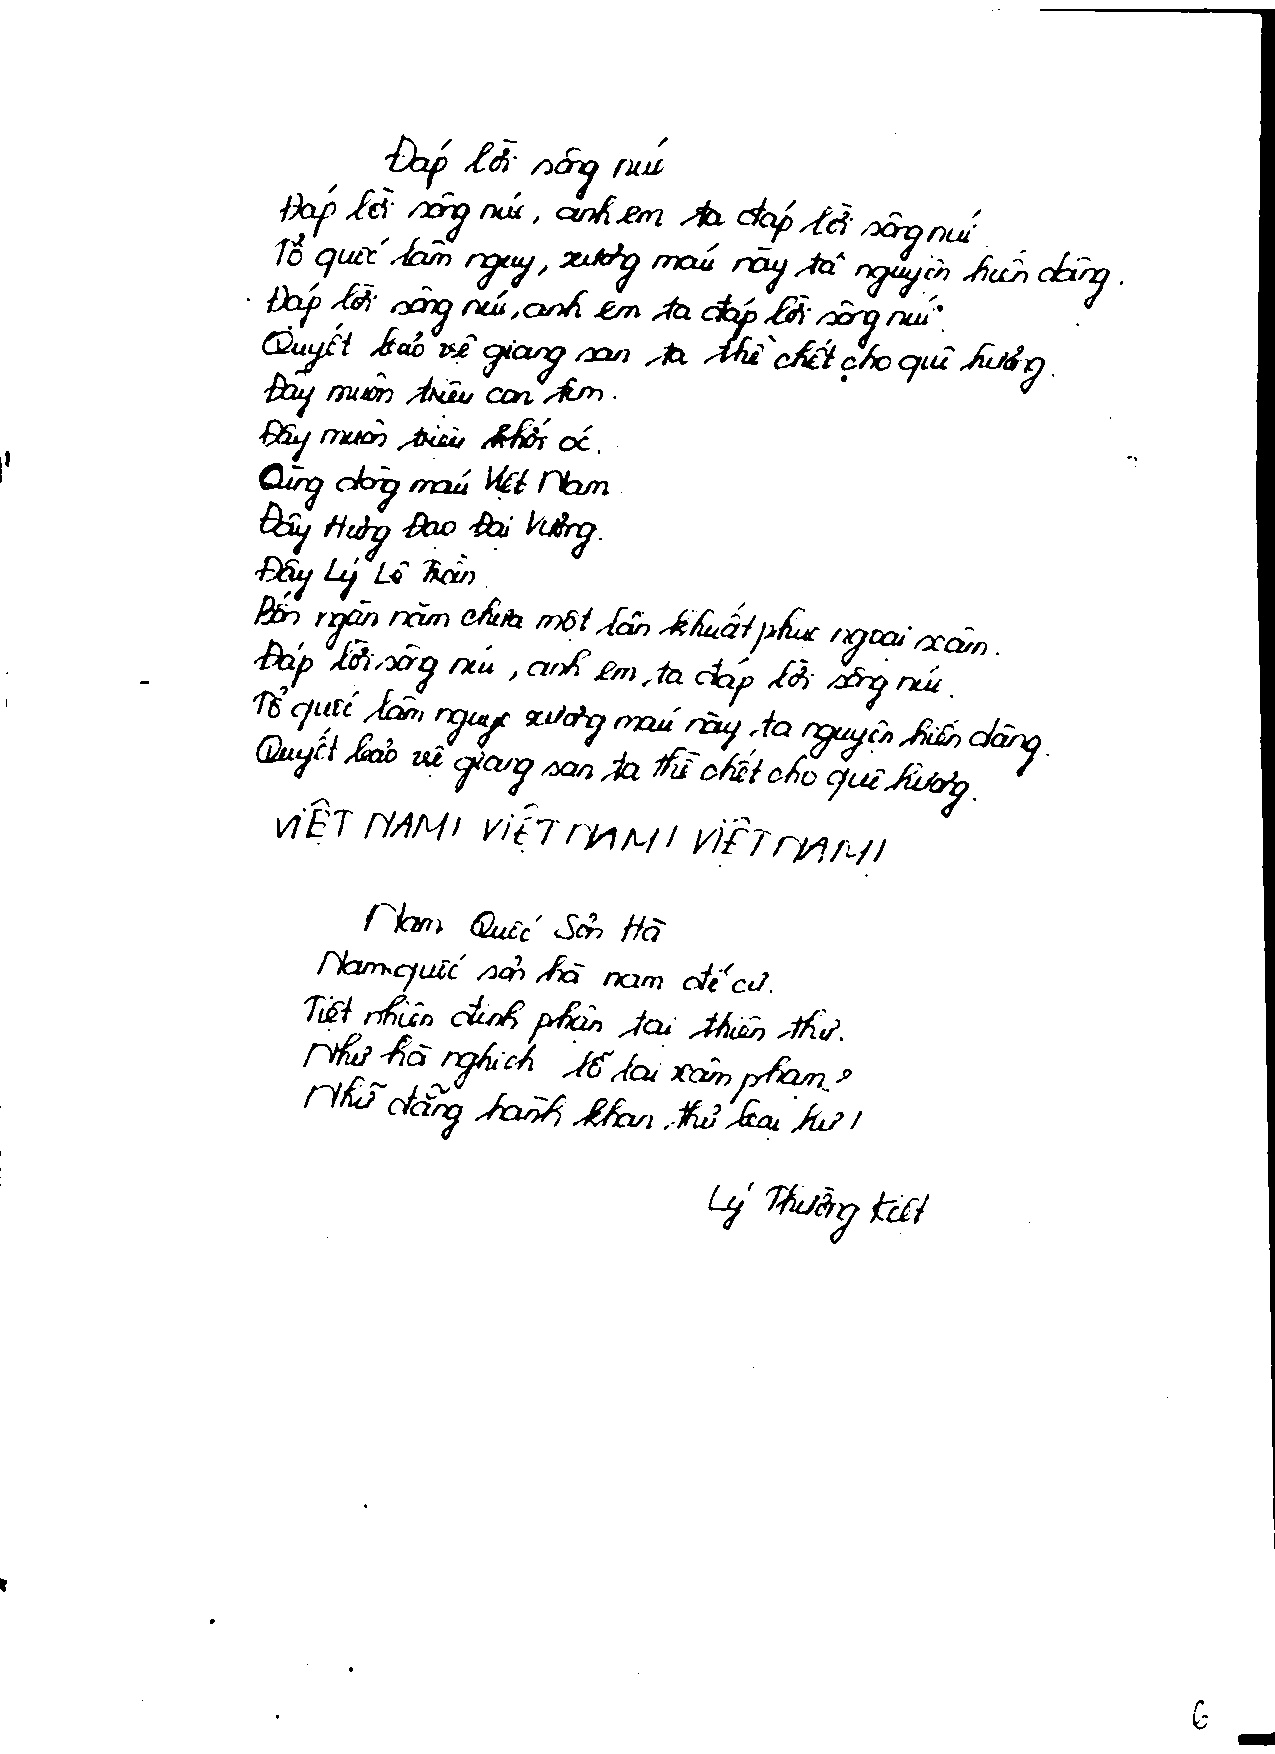 Đáp lời sông núi
Đáp lời sông núi, anh em ta đáp lời sông núi
Tổ quốc lâm nguy, xương máu này ta nguyện hiến dâng.
Đáp lời sông núi, anh em ta đáp lời sông núi.
Quyết bảo vệ giang san ta thề chết cho quê hương.
Đây muôn triệu con tim.
Đây muôn triệu khối óc.
Cùng dòng máu Việt Nam
Đây Hưng Đạo Đại Vương.
Đây Lý Lê Trần
Bốn ngàn năm chưa một lần khuất phục ngoại xâm.
Đáp lời sông núi, anh em ta đáp lời sông núi.
Tổ quốc lâm nguy xương máu này, ta nguyện hiến dâng.
Quyết bảo vệ giang san ta thề chết cho quê hương.
VIỆT NAM! VIỆT NAM! VIỆT NAM!
Nam Quốc Sơn Hà
Nam quốc sơn hà nam đế cư.
Tiệt nhiên định phận tại thiên thư.
Như hà nghịch lỗ lai xâm phạm?
Nhữ đẳng hành khan thủ bại hư!
Lý Thường Kiệt
6